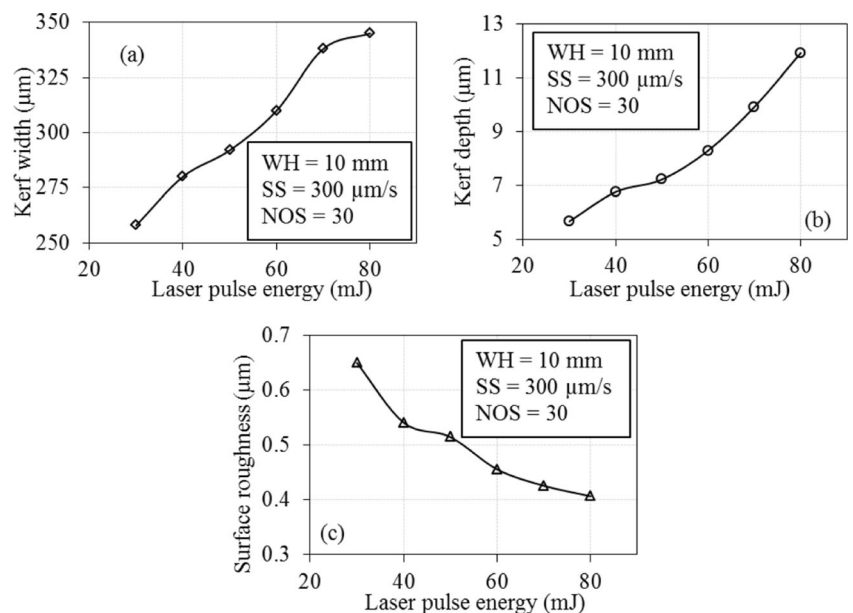 350
325
300
275
250
Kerf width (µm)
(a)
WH = 10 mm
SS = 300 µm/s
NOS = 30
20 40 60 80
Laser pulse energy (mJ)
13
11
9
7
5
Kerf depth (µm)
WH = 10 mm
SS = 300 µm/s
NOS = 30
(b)
20 40 60 80
Laser pulse energy (mJ)
0.7
0.6
0.5
0.4
0.3
Surface roughness (µm)
WH = 10 mm
SS = 300 µm/s
NOS = 30
(c)
20 40 60 80
Laser pulse energy (mJ)